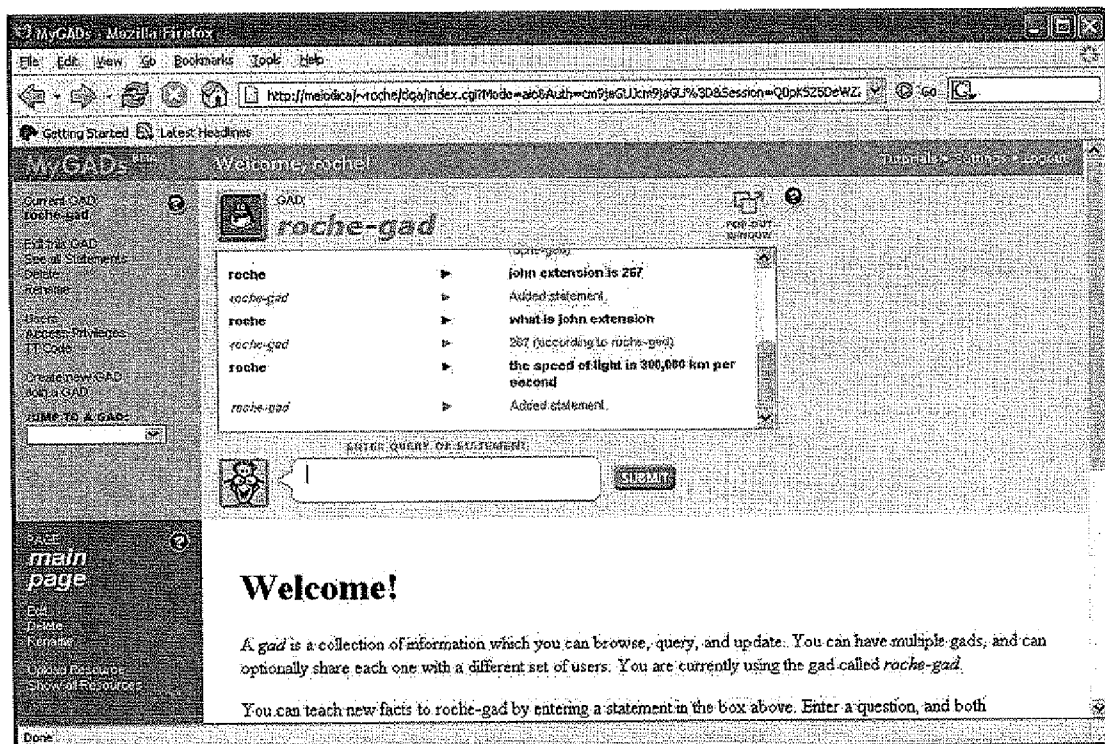 MyGADs - Mozilla Firefox
File Edit View Go Bookmarks Tools Help
Go
Getting Started Latest Headlines
MyGADs BETA
Welcome, roche!
Tutorials • Settings • Logout
Current GAD:
roche-gad
Edit this GAD
See all Statements
Delete
Rename
Users
Access Privileges
TT Code
Create new GAD
Join a GAD
JUMP TO A GAD:
GAD:
roche-gad
POP-OUT
WINDOW
roche ► john extension is 267
roche-gad ► Added statement.
roche ► what is john extension
roche-gad ► 267 (according to roche-gad)
roche ► the speed of light is 300,000 km per
second
roche-gad ► Added statement.
ENTER QUERY OR STATEMENT:
SUBMIT
PAGE
main
page
Edit
Delete
Rename
Upload Resource
Show all Resources
Welcome!
A gad is a collection of information which you can browse, query, and update. You can have multiple gads, and can
optionally share each one with a different set of users. You are currently using the gad called roche-gad.
You can teach new facts to roche-gad by entering a statement in the box above. Enter a question, and both
Done